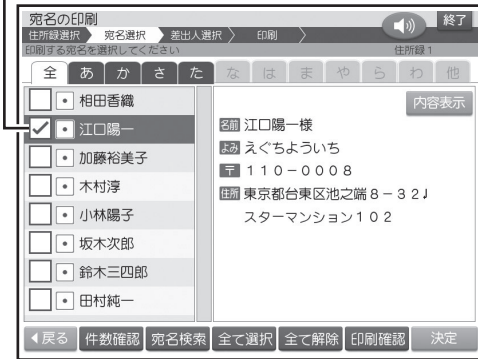 宛名の印刷
終了
住所録選択 宛名選択 差出人選択 印刷
印刷する宛名を選択してください 住所録1
全 あ か さ た な は ま や ら わ 他
相田香織
江口陽一
加藤裕美子
木村淳
小林陽子
坂木次郎
鈴木三四郎
田村純一
内容表示
名前 江口陽一様
よみ えぐちよういち
〒 110-0008
住所 東京都台東区池之端8-32↲
スターマンション102
戻る 件数確認 宛名検索 全て選択 全て解除 印刷確認 決定